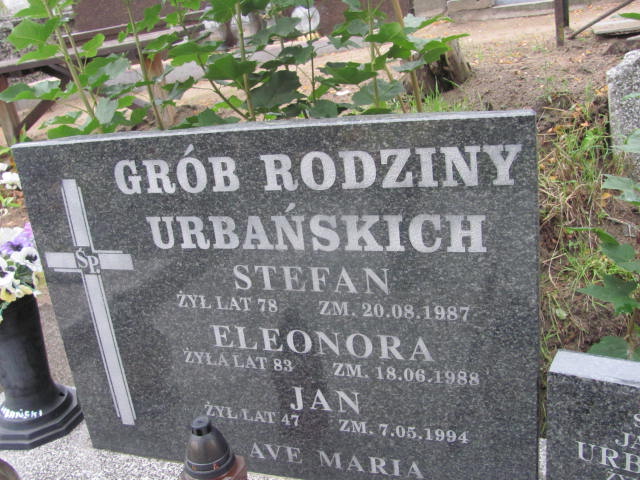 GRÓB RODZINY
URBAŃSKICH
ŚP.
STEFAN
ŻYŁ LAT 78 ZM. 20.08.1987
ELEONORA
ŻYŁA LAT 83 ZM. 18.06.1988
JAN
ŻYŁ LAT 47 ZM. 7.05.1994
AVE MARIA